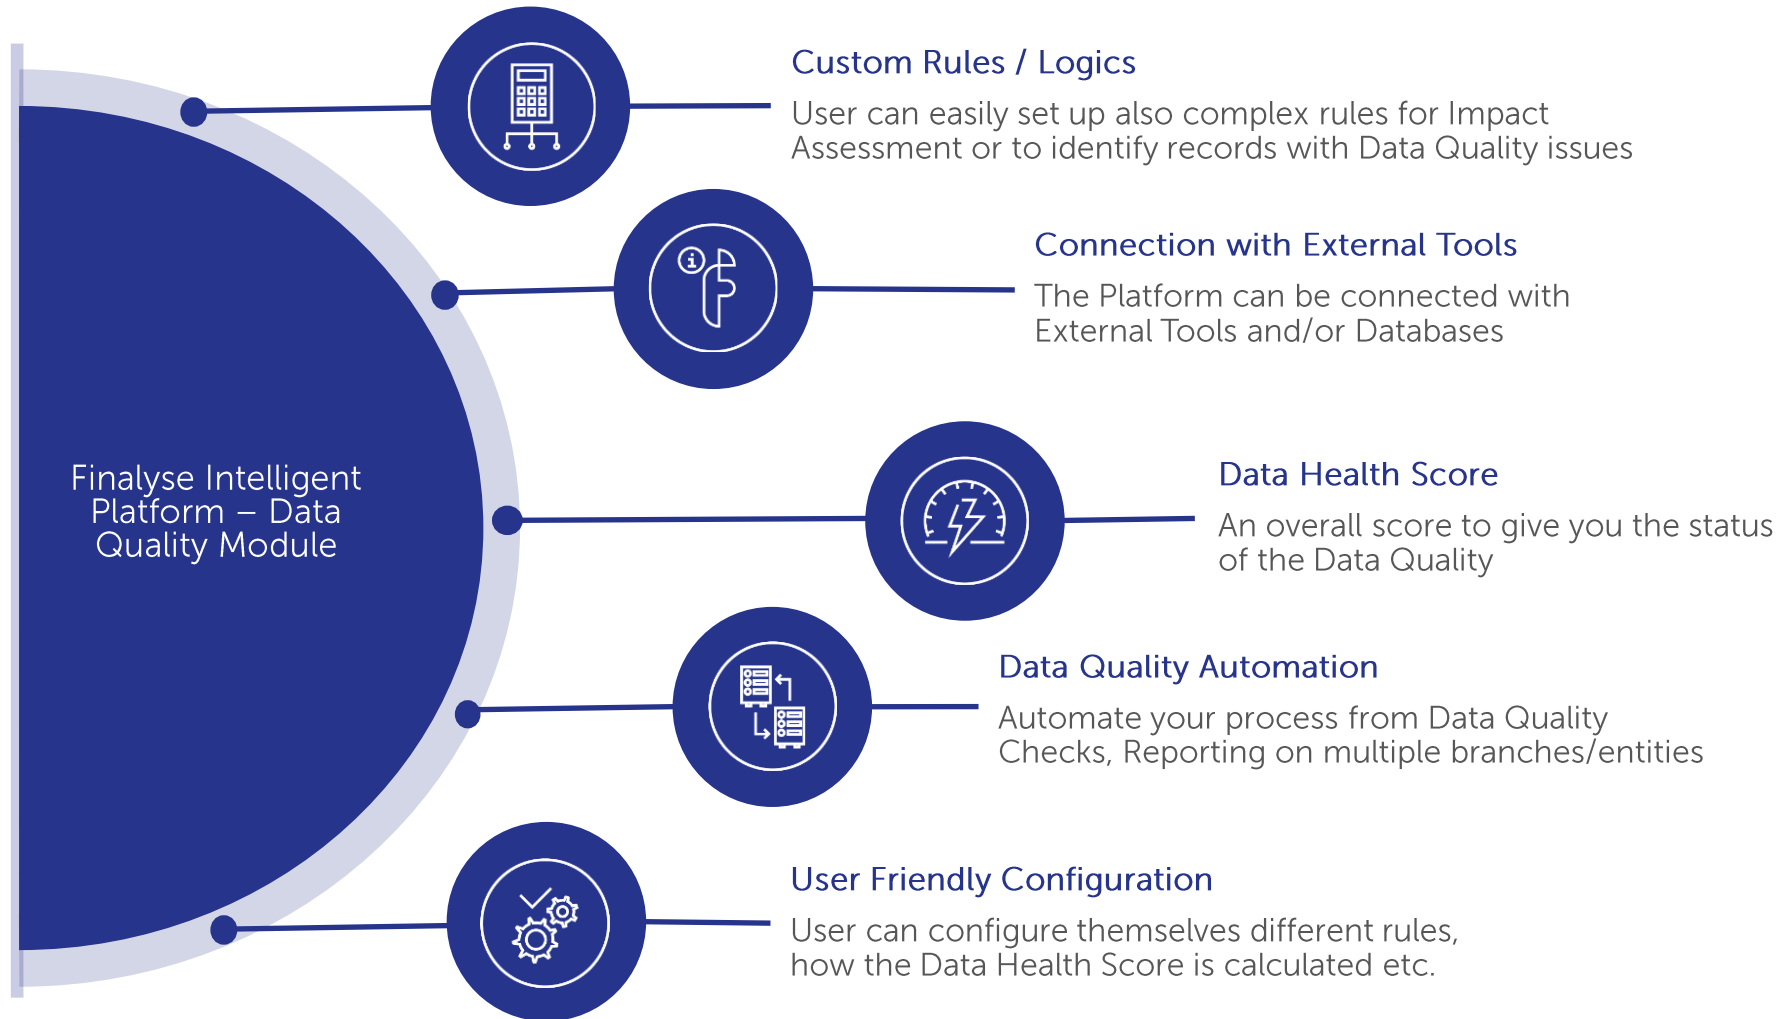 Custom Rules / Logics
User can easily set up also complex rules for Impact
Assessment or to identify records with Data Quality issues
Connection with External Tools
The Platform can be connected with
External Tools and/or Databases
Finalyse Intelligent
Platform – Data
Quality Module
Data Health Score
An overall score to give you the status
of the Data Quality
Data Quality Automation
Automate your process from Data Quality
Checks, Reporting on multiple branches/entities
User Friendly Configuration
User can configure themselves different rules,
how the Data Health Score is calculated etc.